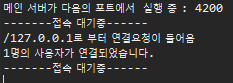 메인 서버가 다음의 포트에서  실행 중 : 4200
-------접속 대기중------
/127.0.0.1로 부터 연결요청이 들어옴
1명의 사용자가 연결되었습니다.
-------접속 대기중------